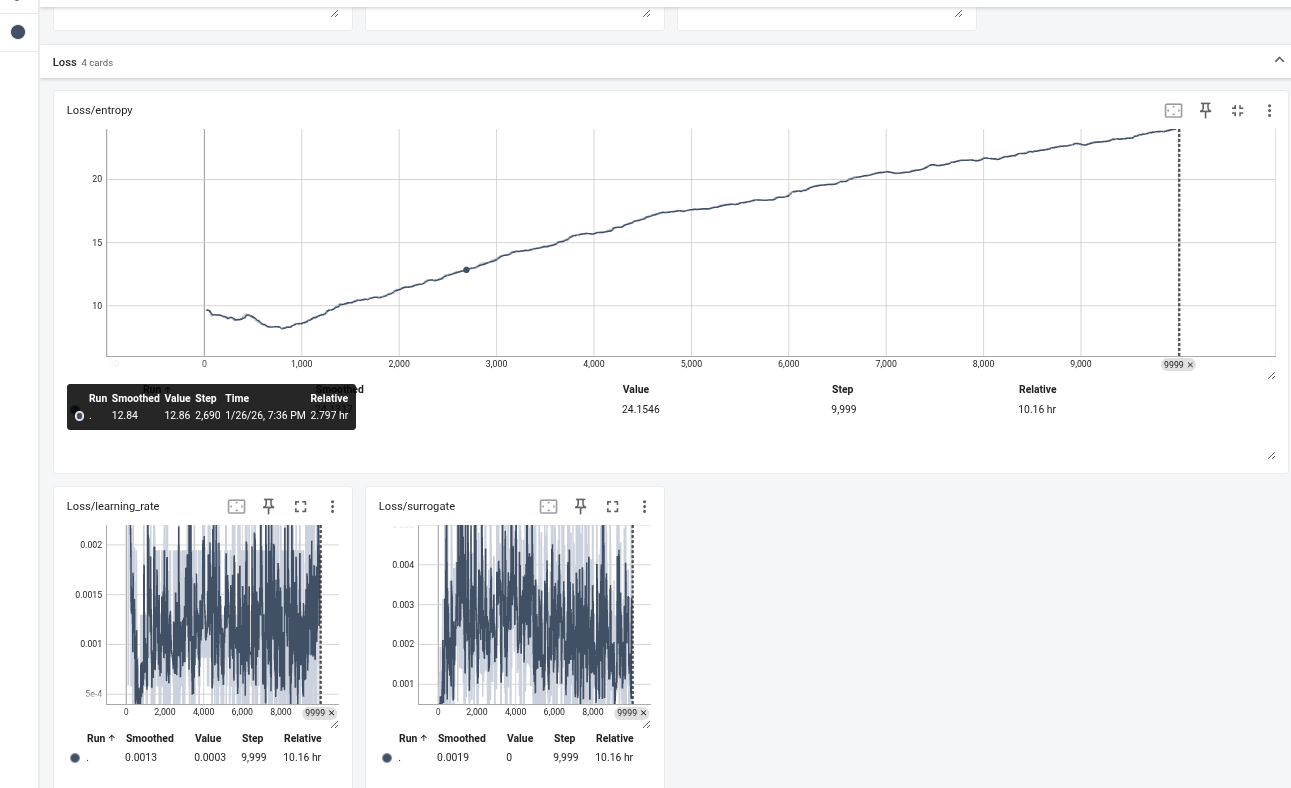 Loss 4 cards
Loss/entropy
20
15
10
0 1,000 2,000 3,000 4,000 5,000 6,000 7,000 8,000 9,000 9999 ×
Run ↑ Smoothed Value Step Relative
24.1546 9,999 10.16 hr
Run Smoothed Value Step Time Relative
. 12.84 12.86 2,690 1/26/26, 7:36 PM 2.797 hr
Loss/learning_rate
0.002
0.0015
0.001
5e-4
0 2,000 4,000 6,000 8,000 9999 ×
Run ↑ Smoothed Value Step Relative
. 0.0013 0.0003 9,999 10.16 hr
Loss/surrogate
0.004
0.003
0.002
0.001
0 2,000 4,000 6,000 8,000 9999 ×
Run ↑ Smoothed Value Step Relative
. 0.0019 0 9,999 10.16 hr